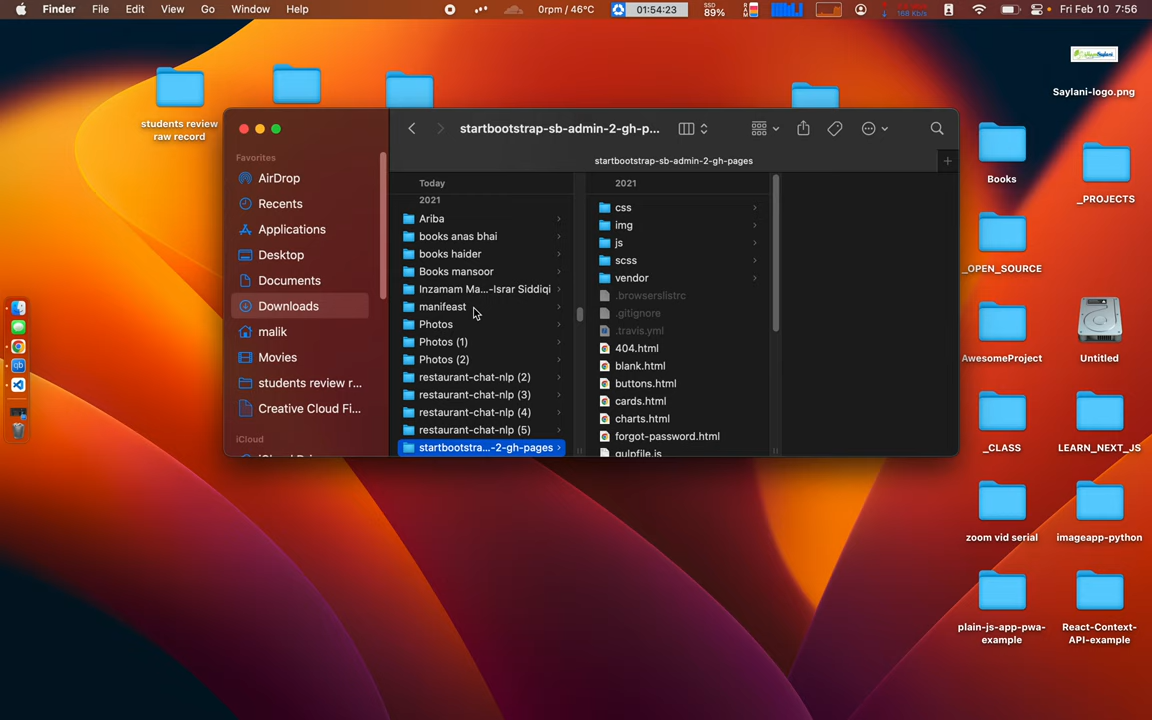 Finder File Edit View Go Window Help 0rpm / 46°C 01:54:23 SSD 89% Fri Feb 10 7:56
Saylani-logo.png
students review raw record
Books
_PROJECTS
_OPEN_SOURCE
AwesomeProject
Untitled
_CLASS
LEARN_NEXT_JS
zoom vid serial
imageapp-python
plain-js-app-pwa-example
React-Context-API-example
startbootstrap-sb-admin-2-gh-p...
startbootstrap-sb-admin-2-gh-pages
Favorites
AirDrop
Recents
Applications
Desktop
Documents
Downloads
malik
Movies
students review r...
Creative Cloud Fi...
iCloud
Today
2021
Ariba
books anas bhai
books haider
Books mansoor
Inzamam Ma...-Israr Siddiqi
manifeast
Photos
Photos (1)
Photos (2)
restaurant-chat-nlp (2)
restaurant-chat-nlp (3)
restaurant-chat-nlp (4)
restaurant-chat-nlp (5)
startbootstra...-2-gh-pages
2021
css
img
js
scss
vendor
.browserslistrc
.gitignore
.travis.yml
404.html
blank.html
buttons.html
cards.html
charts.html
forgot-password.html
gulpfile.js